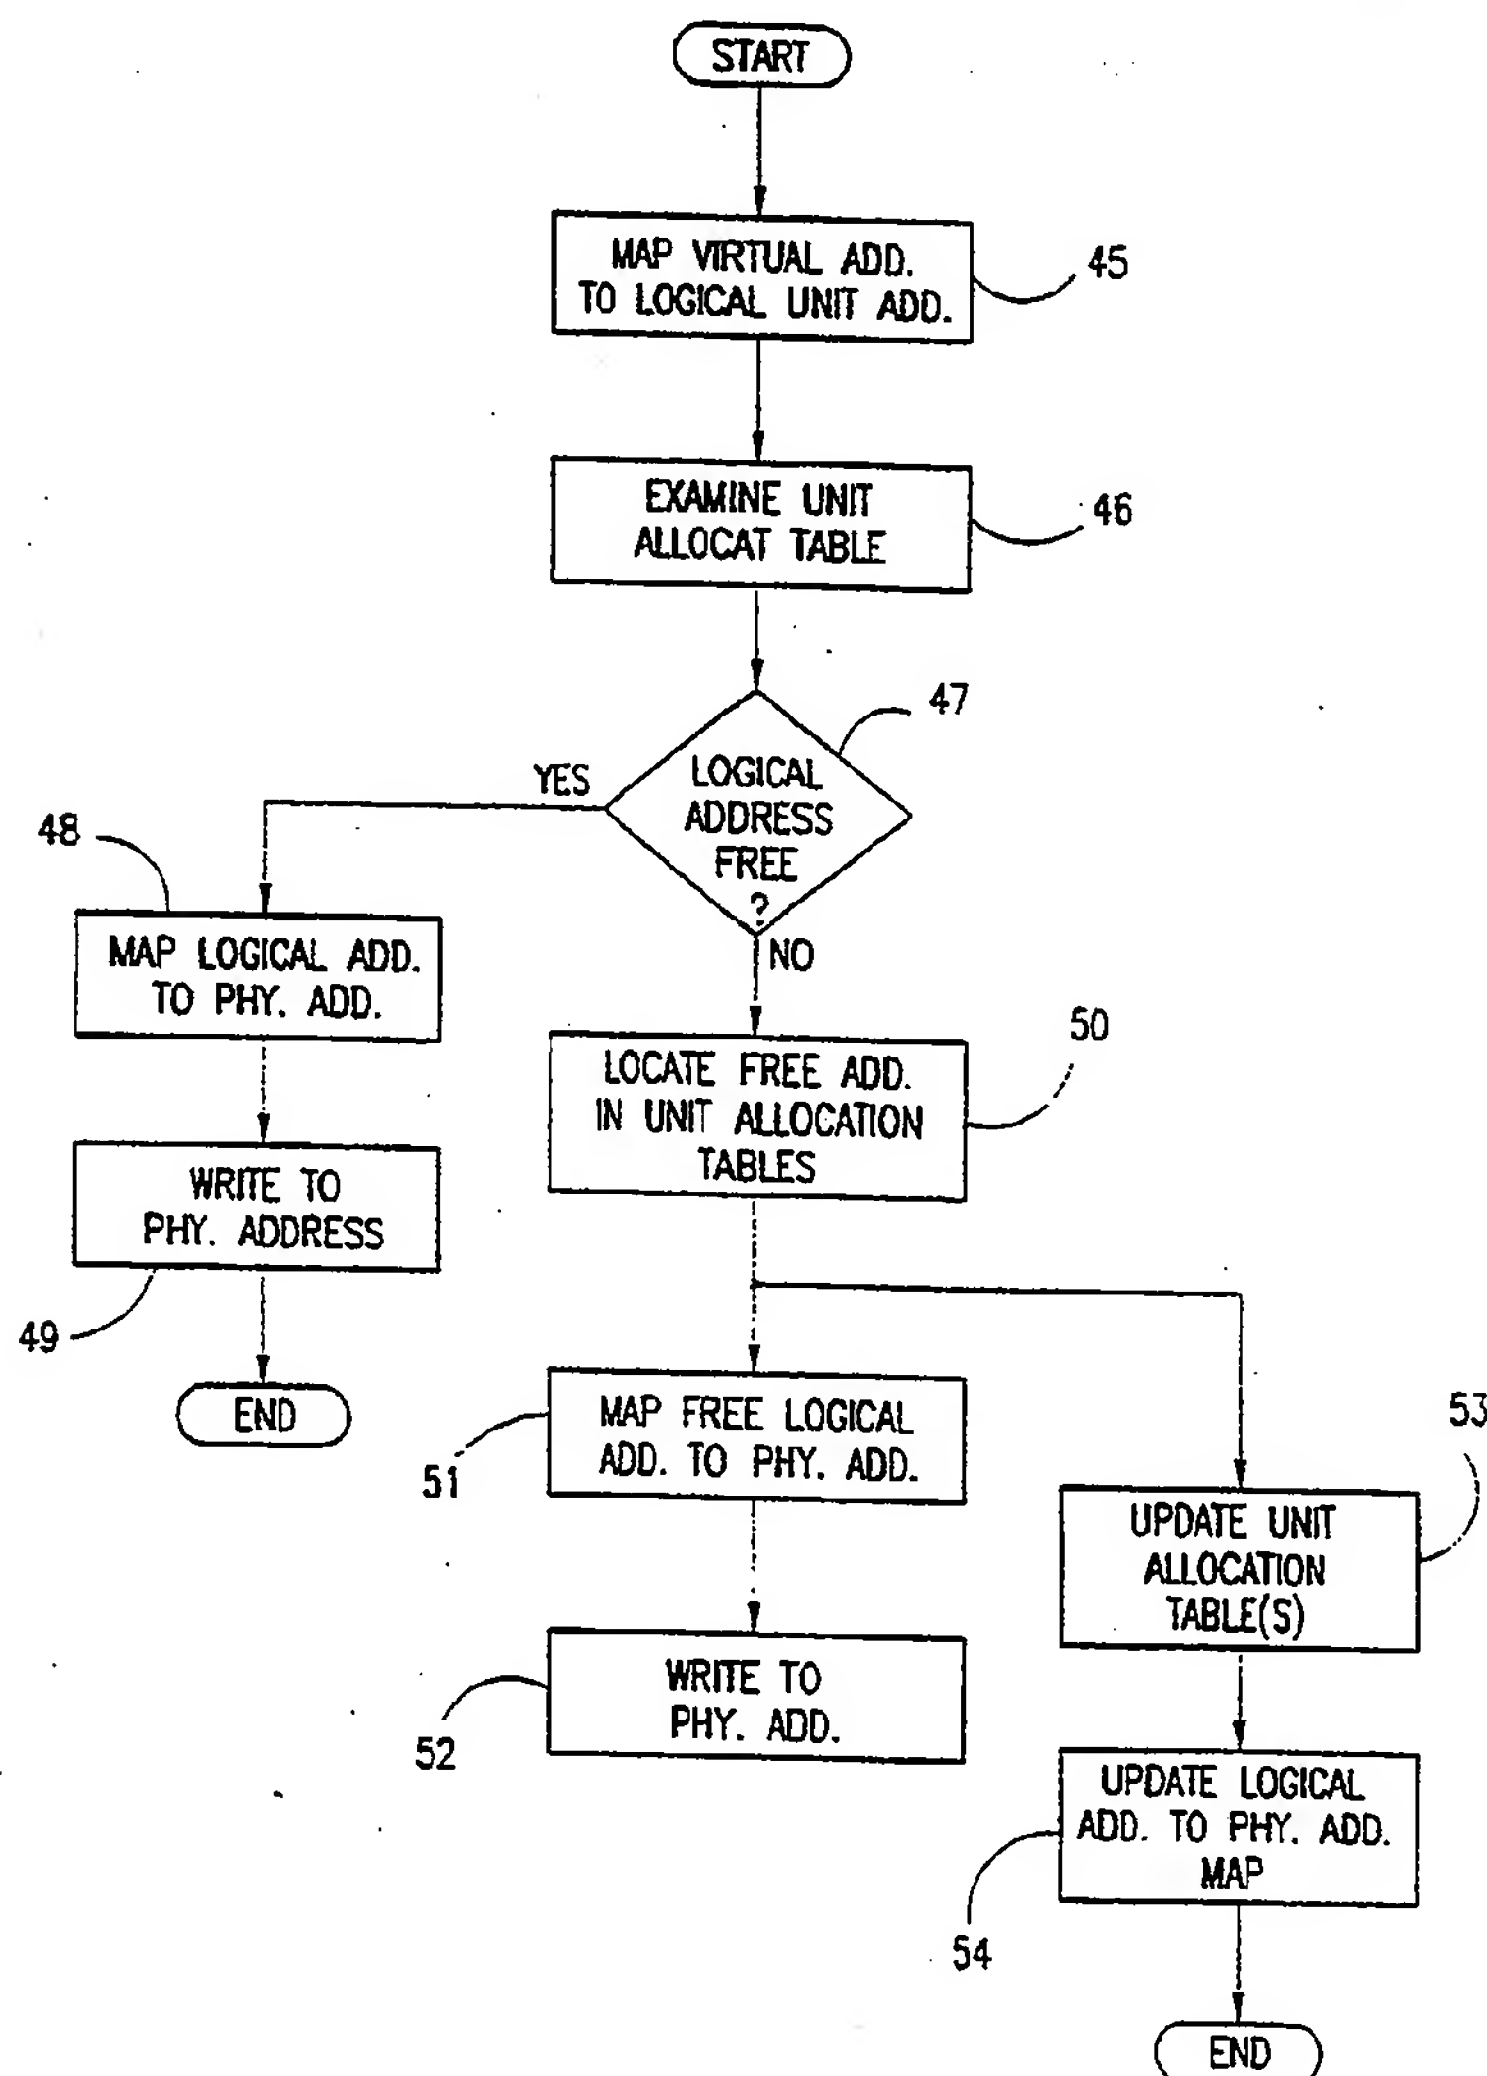 START
MAP VIRTUAL ADD.
TO LOGICAL UNIT ADD.
45
EXAMINE UNIT
ALLOCAT TABLE
46
47
LOGICAL
ADDRESS
FREE
?
YES
NO
48
MAP LOGICAL ADD.
TO PHY. ADD.
WRITE TO
PHY. ADDRESS
49
END
50
LOCATE FREE ADD.
IN UNIT ALLOCATION
TABLES
MAP FREE LOGICAL
ADD. TO PHY. ADD.
51
WRITE TO
PHY. ADD.
52
53
UPDATE UNIT
ALLOCATION
TABLE(S)
UPDATE LOGICAL
ADD. TO PHY. ADD.
MAP
54
END